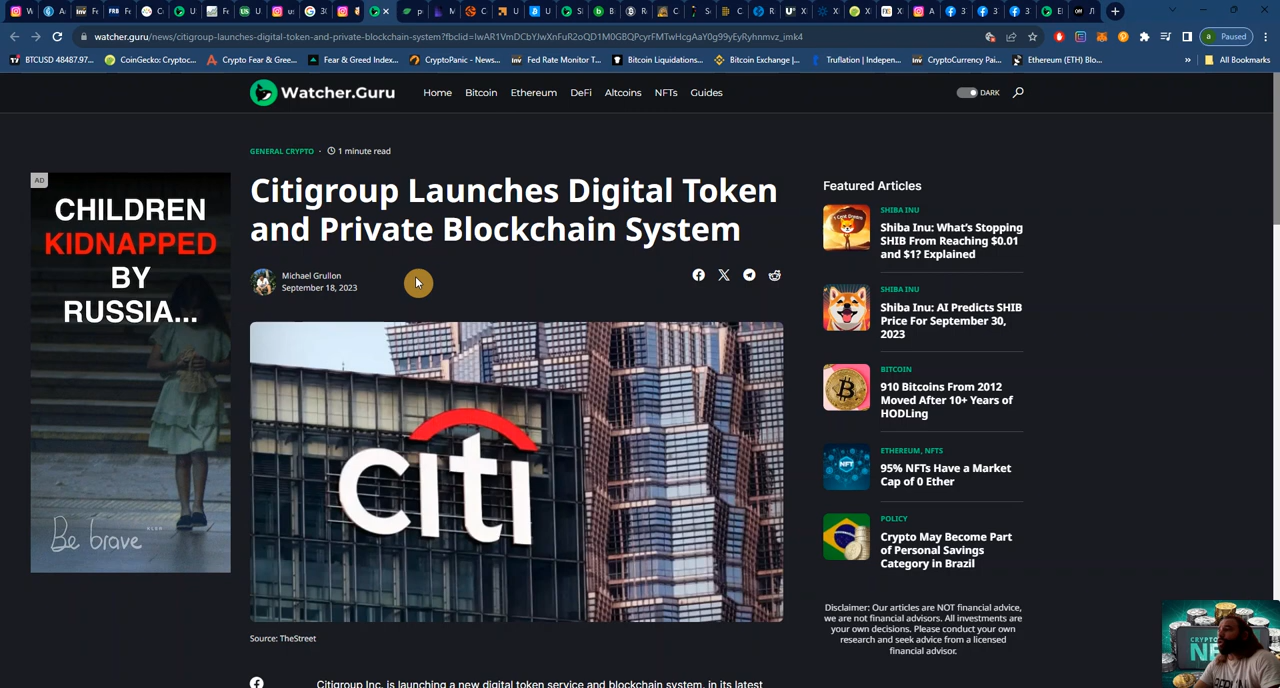 watcher.guru/news/citigroup-launches-digital-token-and-private-blockchain-system?fbclid=IwAR1VmDCbYJwXnFuR2oQD1M0GBQPcyrFMTwHcgAaY0g99yEyRyhnmvz_imk4
a
Paused
BTCUSD 48487.97...
CoinGecko: Cryptoc...
Crypto Fear & Gree...
Fear & Greed Index...
CryptoPanic - News...
Fed Rate Monitor T...
Bitcoin Liquidations...
Bitcoin Exchange |...
Truflation | Indepen...
CryptoCurrency Pai...
Ethereum (ETH) Blo...
»
All Bookmarks
Watcher.Guru
Home
Bitcoin
Ethereum
DeFi
Altcoins
NFTs
Guides
DARK
GENERAL CRYPTO · 1 minute read
Citigroup Launches Digital Token
and Private Blockchain System
Michael Grullon
September 18, 2023
citi
Source: TheStreet
Citigroup Inc. is launching a new digital token service and blockchain system, in its latest
AD
CHILDREN
KIDNAPPED
BY
RUSSIA...
Be brave
Featured Articles
SHIBA INU
Shiba Inu: What's Stopping
SHIB From Reaching $0.01
and $1? Explained
SHIBA INU
Shiba Inu: AI Predicts SHIB
Price For September 30,
2023
BITCOIN
910 Bitcoins From 2012
Moved After 10+ Years of
HODLing
NFT
ETHEREUM, NFTS
95% NFTs Have a Market
Cap of 0 Ether
POLICY
Crypto May Become Part
of Personal Savings
Category in Brazil
Disclaimer: Our articles are NOT financial advice,
we are not financial advisors. All investments are
your own decisions. Please conduct your own
research and seek advice from a licensed
financial advisor.